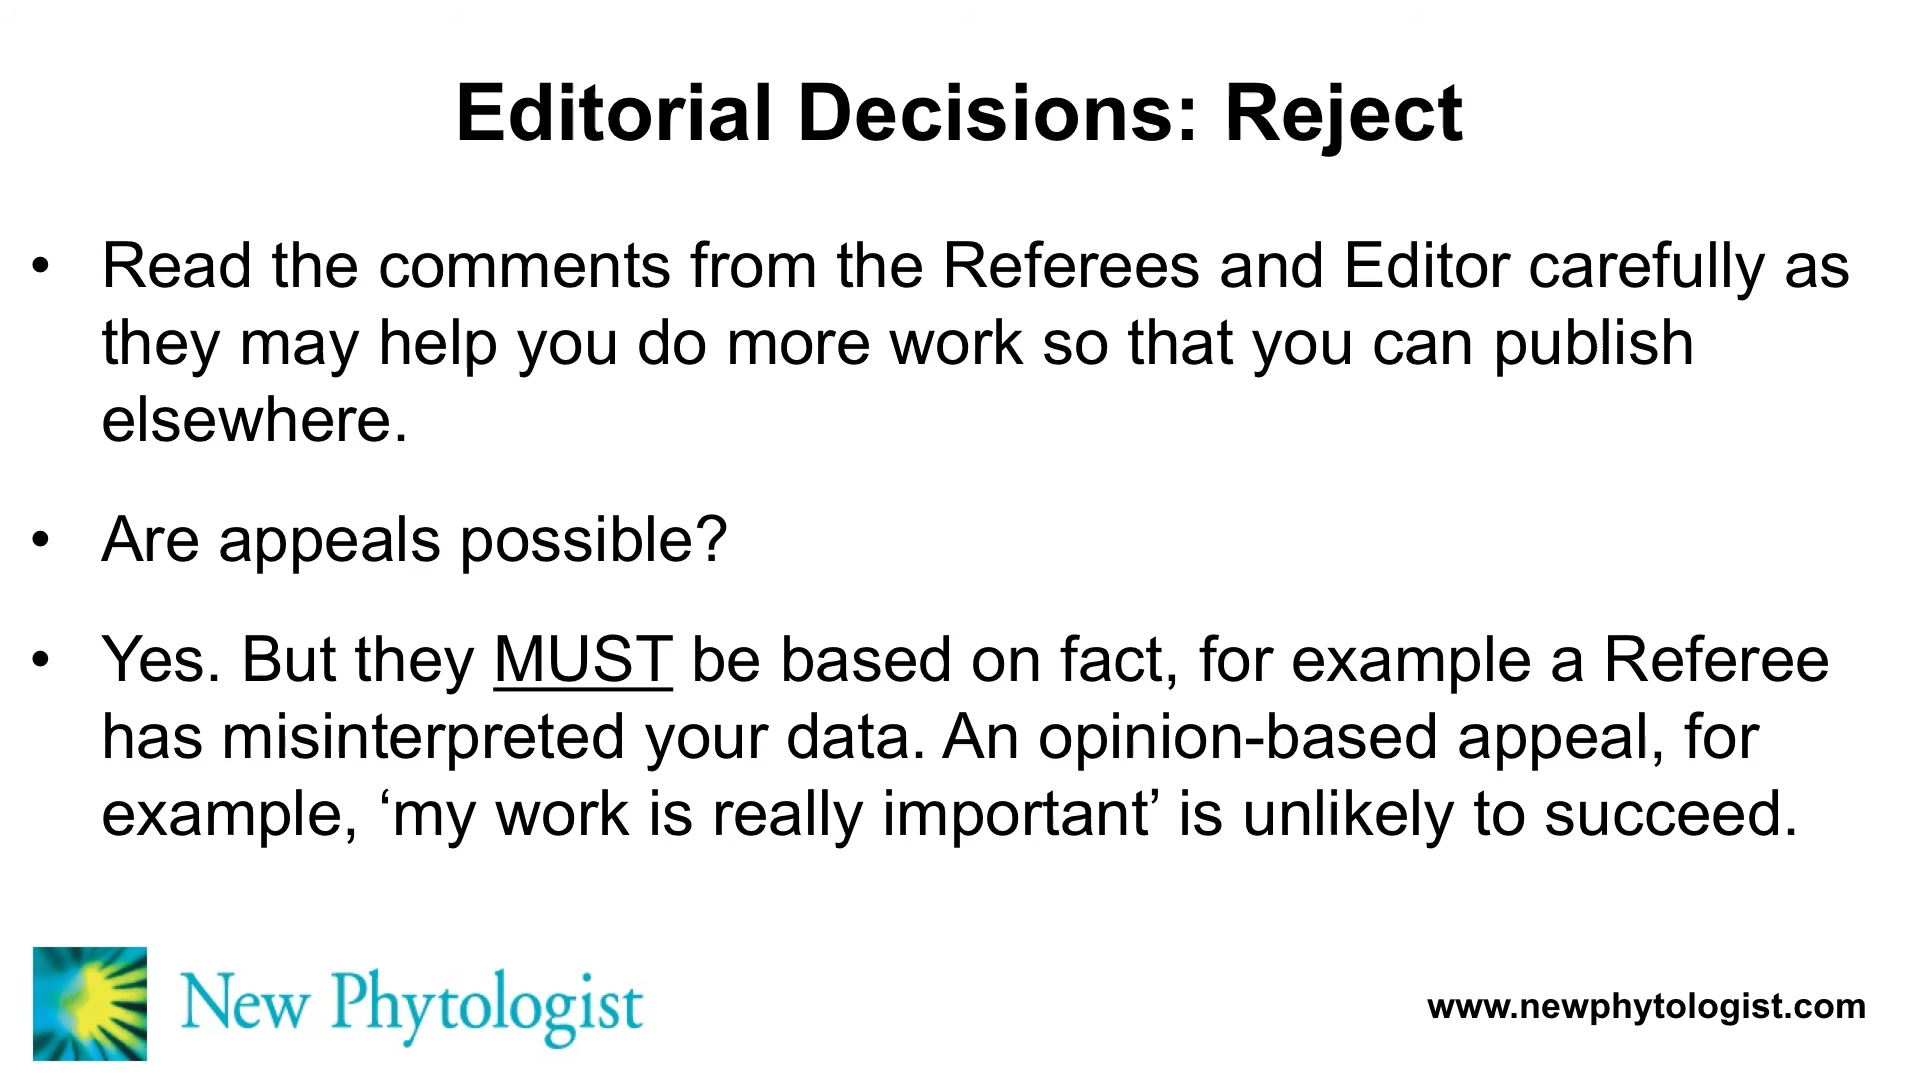 Editorial Decisions: Reject
• Read the comments from the Referees and Editor carefully as
they may help you do more work so that you can publish
elsewhere.
• Are appeals possible?
• Yes. But they MUST be based on fact, for example a Referee
has misinterpreted your data. An opinion-based appeal, for
example, ‘my work is really important’ is unlikely to succeed.
New Phytologist
www.newphytologist.com